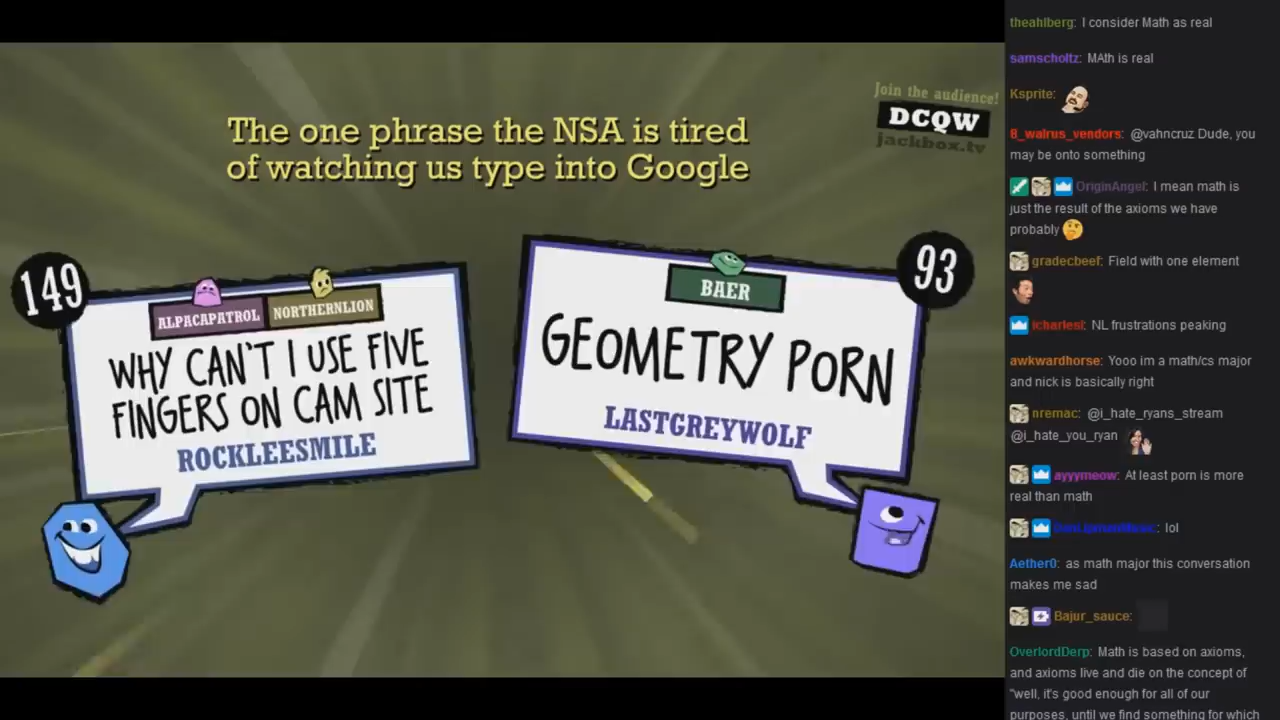 The one phrase the NSA is tired
of watching us type into Google
Join the audience!
DCQW
jackbox.tv
149
ALPACAPATROL
NORTHERNLION
WHY CAN'T I USE FIVE
FINGERS ON CAM SITE
ROCKLEESMILE
93
BAER
GEOMETRY PORN
LASTGREYWOLF
theahlberg: I consider Math as real
samscholtz: MAth is real
Ksprite:
8_walrus_vendors: @vahncruz Dude, you
may be onto something
OriginAngel: I mean math is
just the result of the axioms we have
probably
gradecbeef: Field with one element
icharlesi: NL frustrations peaking
awkwardhorse: Yooo im a math/cs major
and nick is basically right
nremac: @i_hate_ryans_stream
@i_hate_you_ryan
ayyymeow: At least porn is more
real than math
: lol
Aether0: as math major this conversation
makes me sad
Bajur_sauce:
OverlordDerp: Math is based on axioms,
and axioms live and die on the concept of
"well, it's good enough for all of our
purposes, until we find something for which